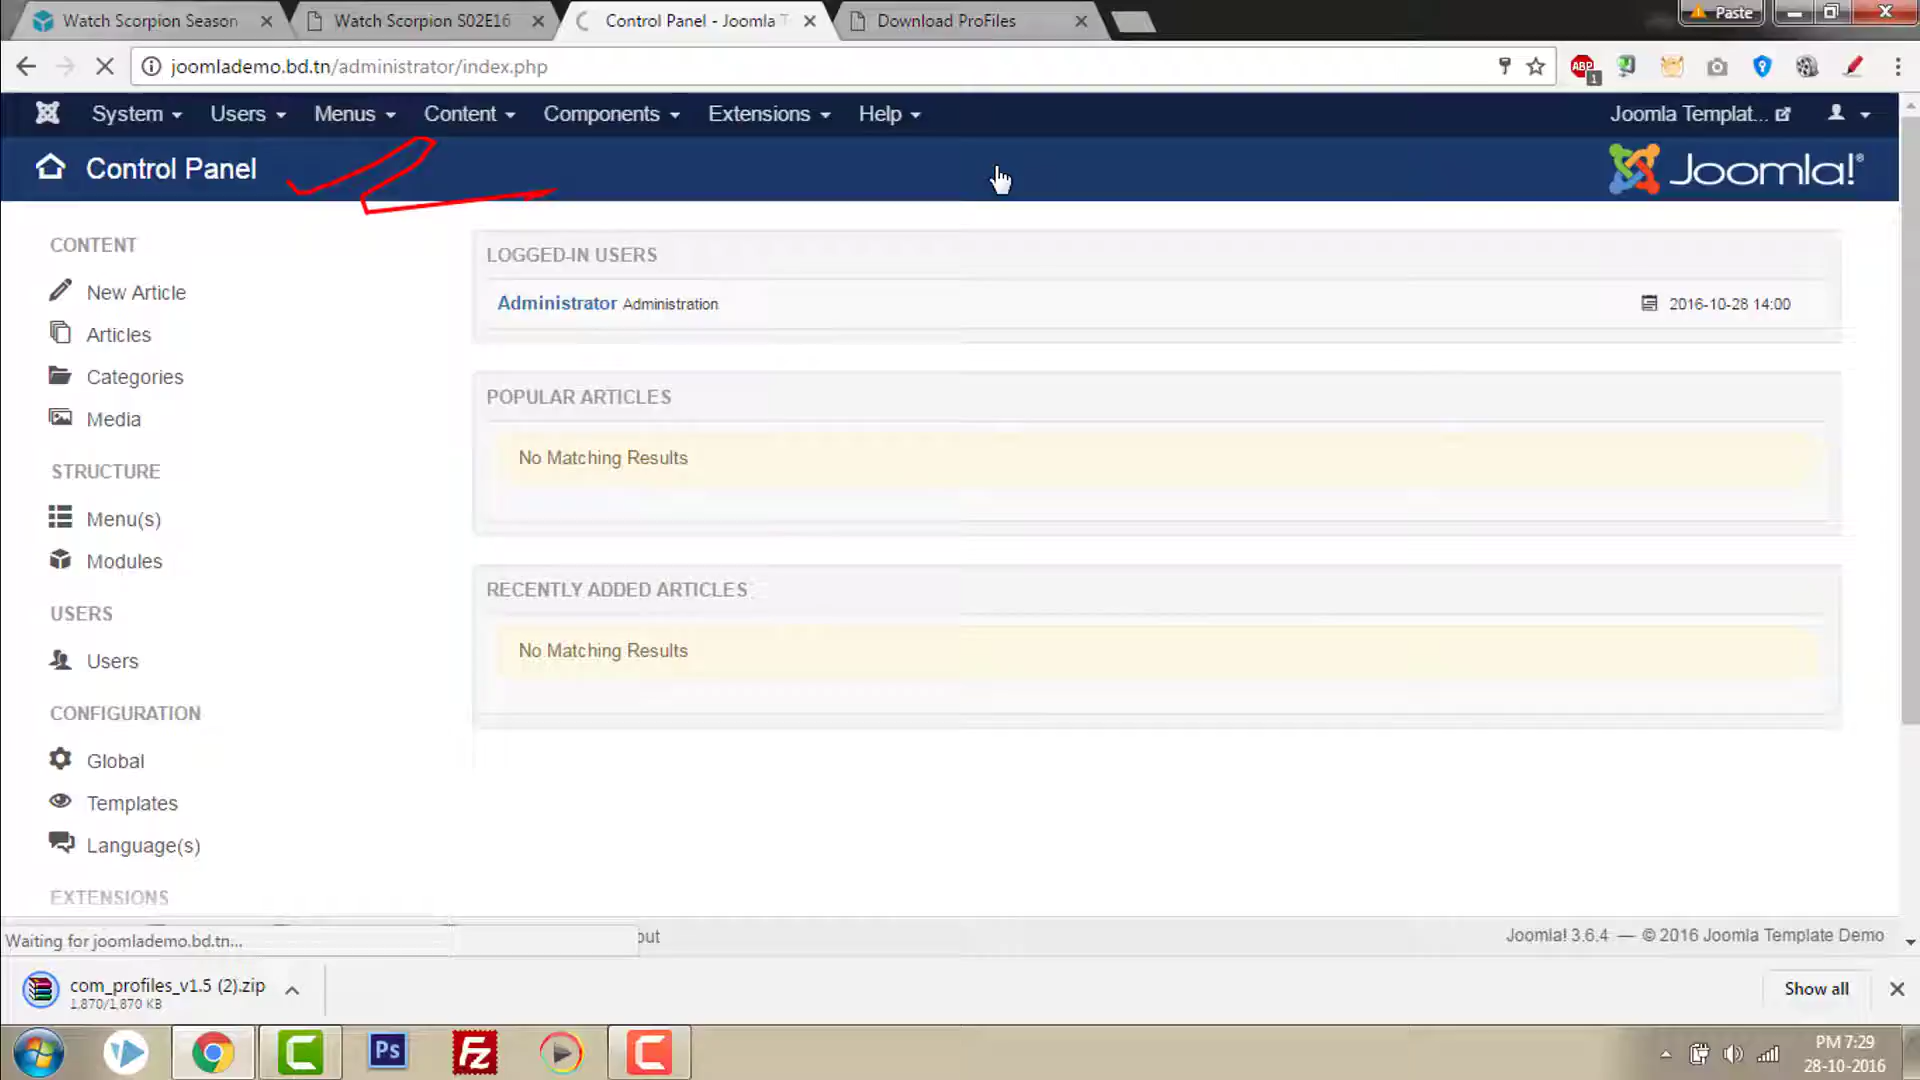 Watch Scorpion Season
Watch Scorpion S02E16
Control Panel - Joomla T
Download ProFiles
Paste
joomlademo.bd.tn/administrator/index.php
ABP
1
System
Users
Menus
Content
Components
Extensions
Help
Joomla Templat...
Control Panel
Joomla!®
CONTENT
New Article
Articles
Categories
Media
STRUCTURE
Menu(s)
Modules
USERS
Users
CONFIGURATION
Global
Templates
Language(s)
EXTENSIONS
LOGGED-IN USERS
Administrator Administration
2016-10-28 14:00
POPULAR ARTICLES
No Matching Results
RECENTLY ADDED ARTICLES
No Matching Results
Waiting for joomlademo.bd.tn...
out
Joomla! 3.6.4 — © 2016 Joomla Template Demo
com_profiles_v1.5 (2).zip
1,870/1,870 KB
Show all
Ps
Fz
PM 7:29
28-10-2016